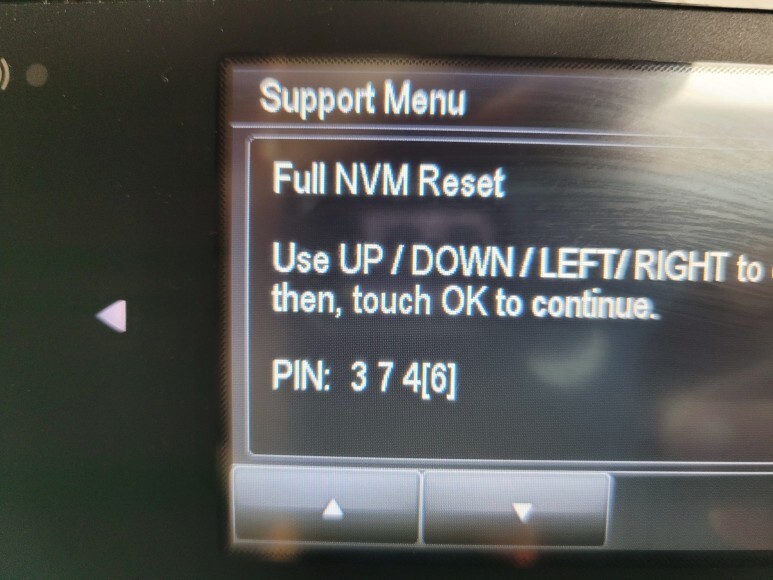 Support Menu
Full NVM Reset
Use UP / DOWN / LEFT/ RIGHT to
then, touch OK to continue.
PIN: 3 7 4[6]